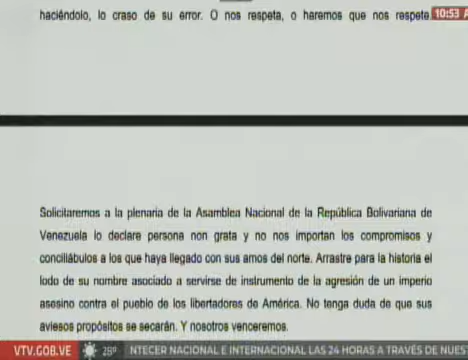 haciéndolo, lo craso de su error. O nos respeta, o haremos que nos respete.
10:53 A
Solicitaremos a la plenaria de la Asamblea Nacional de la República Bolivariana de
Venezuela lo declare persona non grata y no nos importan los compromisos y
conciliábulos a los que haya llegado con sus amos del norte. Arrastre para la historia el
lodo de su nombre asociado a servirse de instrumento de la agresión de un imperio
asesino contra el pueblo de los libertadores de América. No tenga duda de que sus
aviesos propósitos se secarán. Y nosotros venceremos.
VTV.GOB.VE 28º NTECER NACIONAL E INTERNACIONAL LAS 24 HORAS A TRAVÉS DE NUES